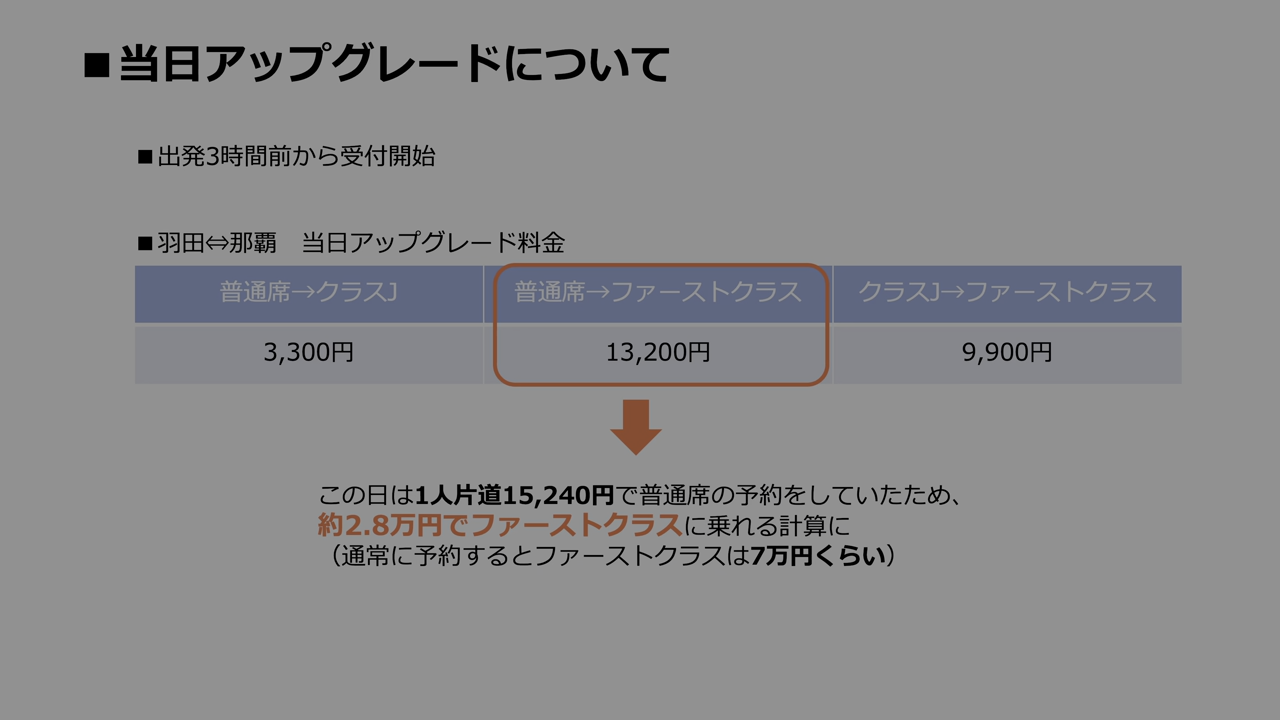 ■当日アップグレードについて
■出発3時間前から受付開始
■羽田⇔那覇　当日アップグレード料金
普通席→クラスJ 普通席→ファーストクラス クラスJ→ファーストクラス
3,300円 13,200円 9,900円
この日は1人片道15,240円で普通席の予約をしていたため、
約2.8万円でファーストクラスに乗れる計算に
（通常に予約するとファーストクラスは7万円くらい）